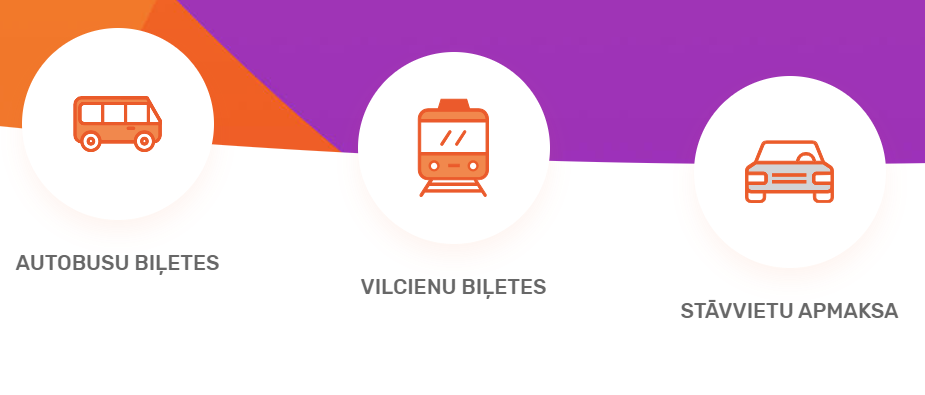 AUTOBUSU BIĻETES
VILCIENU BIĻETES
STĀVVIETU APMAKSA